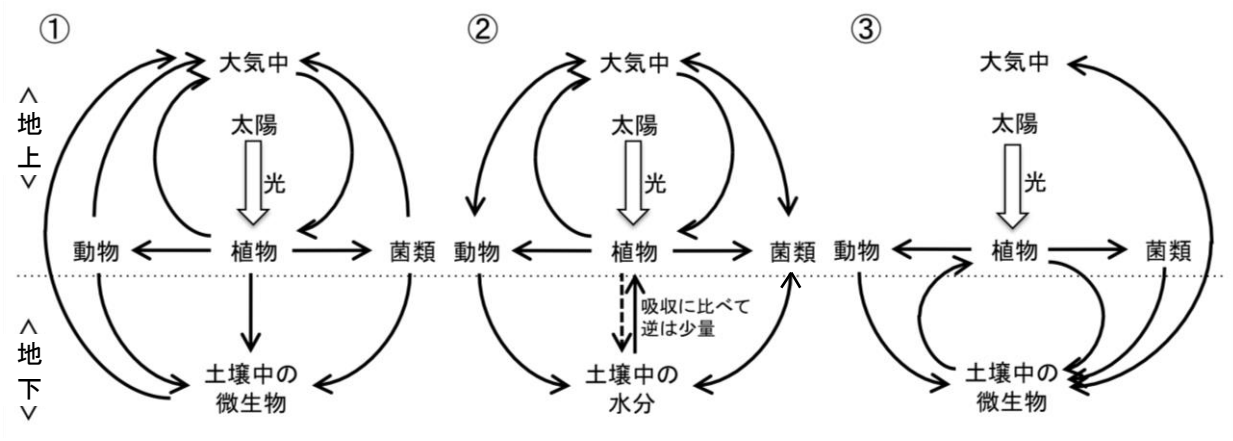 ①
大気中
太陽
光
動物
植物
菌類
土壌中の
微生物
②
大気中
太陽
光
動物
植物
菌類
吸収に比べて
逆は少量
土壌中の
水分
③
大気中
太陽
光
動物
植物
菌類
土壌中の
微生物
<地上>
<地下>